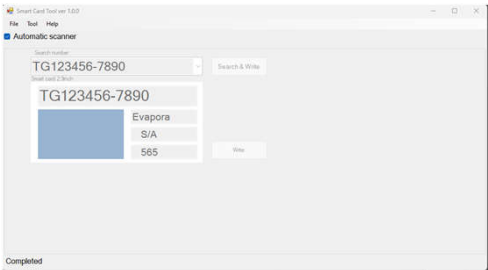 Smart Card Tool ver 1.0.0
File Tool Help
Automatic scanner
Search number
TG123456-7890
Search & Write
Smart card 2.9inch
TG123456-7890
Evapora
S/A
565
Write
Completed